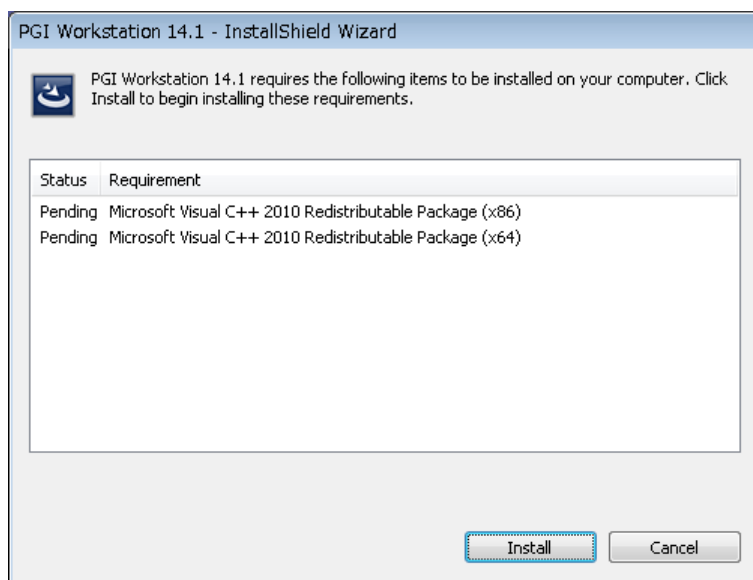 PGI Workstation 14.1 - InstallShield Wizard
PGI Workstation 14.1 requires the following items to be installed on your computer. Click
Install to begin installing these requirements.
Status Requirement
Pending Microsoft Visual C++ 2010 Redistributable Package (x86)
Pending Microsoft Visual C++ 2010 Redistributable Package (x64)
Install Cancel